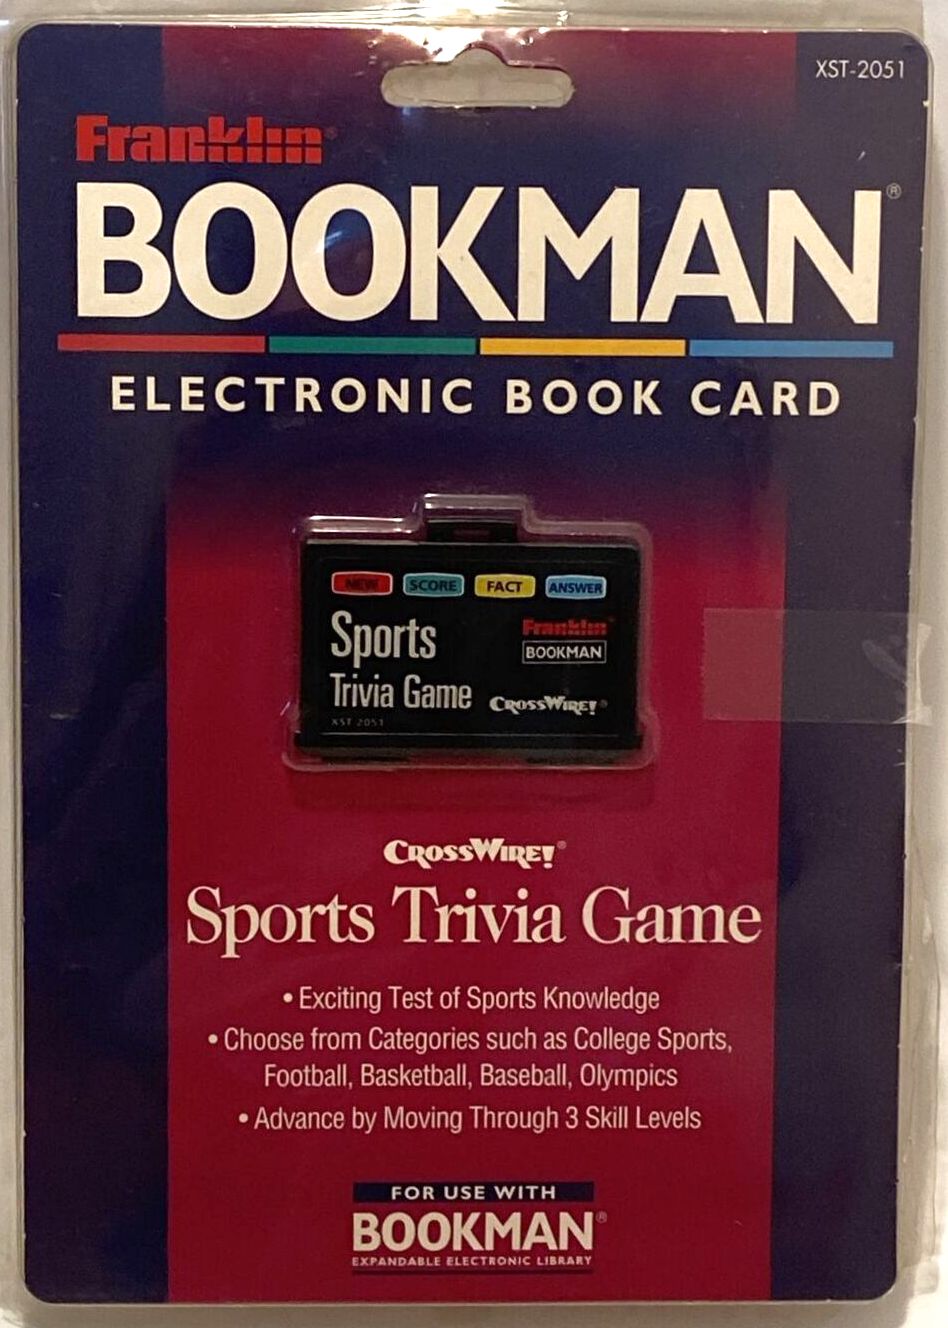 XST-2051
Franklin®
BOOKMAN®
ELECTRONIC BOOK CARD
NEW SCORE FACT ANSWER
Sports
Trivia Game
XST 2051
Franklin®
BOOKMAN
CROSSWIRE!®
CROSSWIRE!®
Sports Trivia Game
• Exciting Test of Sports Knowledge
• Choose from Categories such as College Sports,
Football, Basketball, Baseball, Olympics
• Advance by Moving Through 3 Skill Levels
FOR USE WITH
BOOKMAN®
EXPANDABLE ELECTRONIC LIBRARY